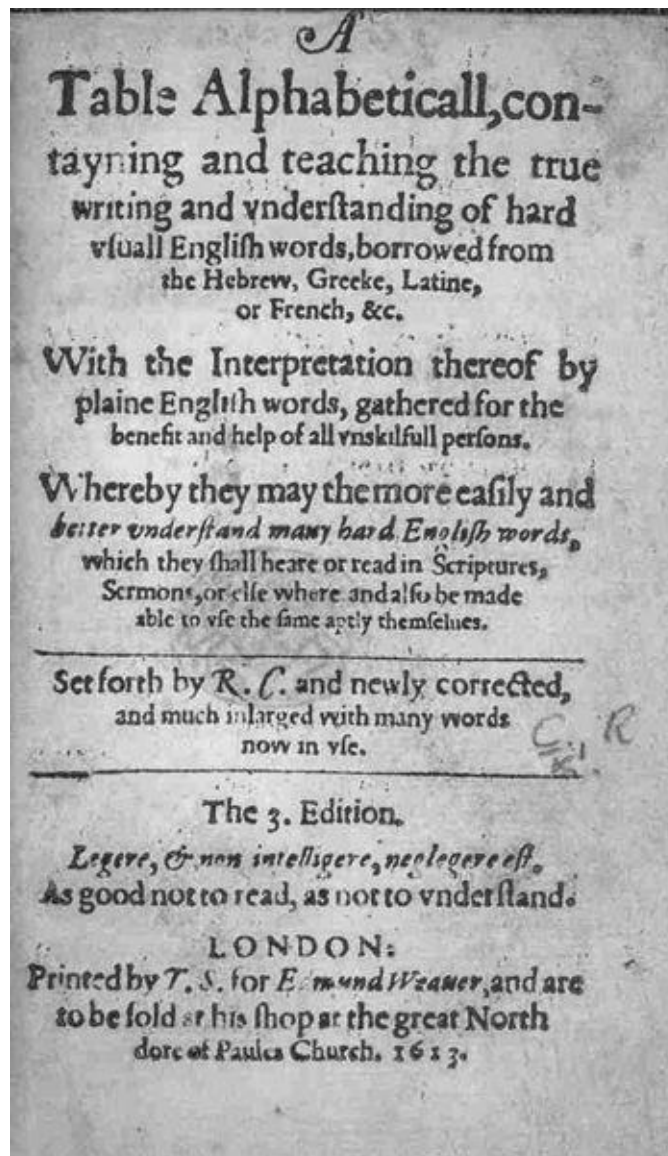 A
Table Alphabeticall, con-
tayning and teaching the true
writing and vnderſtanding of hard
vſuall Engliſh words, borrowed from
the Hebrew, Greeke, Latine,
or French, &c.
With the Interpretation thereof by
plaine Engliſh words, gathered for the
benefit and help of all vnskilfull perſons.
Whereby they may the more eaſily and
better vnderſtand many hard Engliſh words,
which they ſhall heare or read in Scriptures,
Sermons, or elſe where and alſo be made
able to vſe the ſame aptly themſelues.
Set forth by R. C. and newly corrected,
and much inlarged with many words
now in vſe.
C. R
The 3. Edition.
Legere, & non intelligere, neglegere eſt.
As good not to read, as not to vnderſtand.
LONDON:
Printed by T. S. for Edmund Weauer, and are
to be ſold at his ſhop at the great North
dore of Paules Church. 1613.